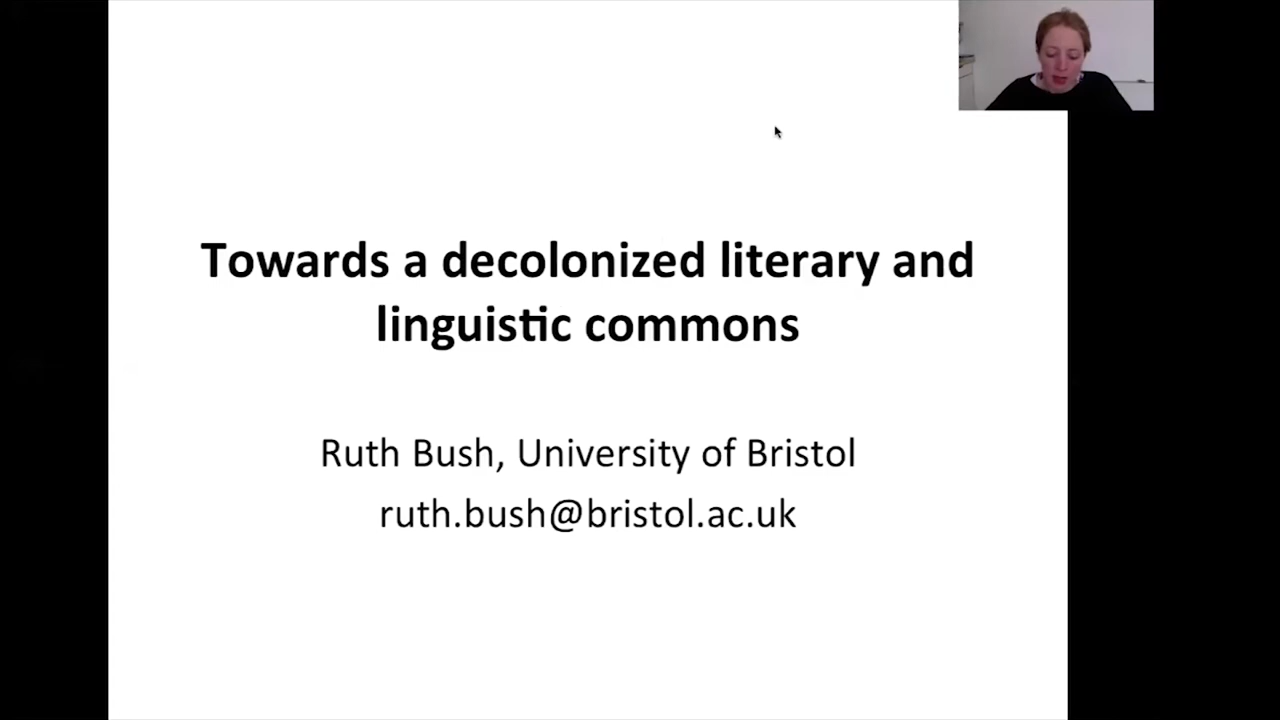 Towards a decolonized literary and
linguistic commons
Ruth Bush, University of Bristol
ruth.bush@bristol.ac.uk